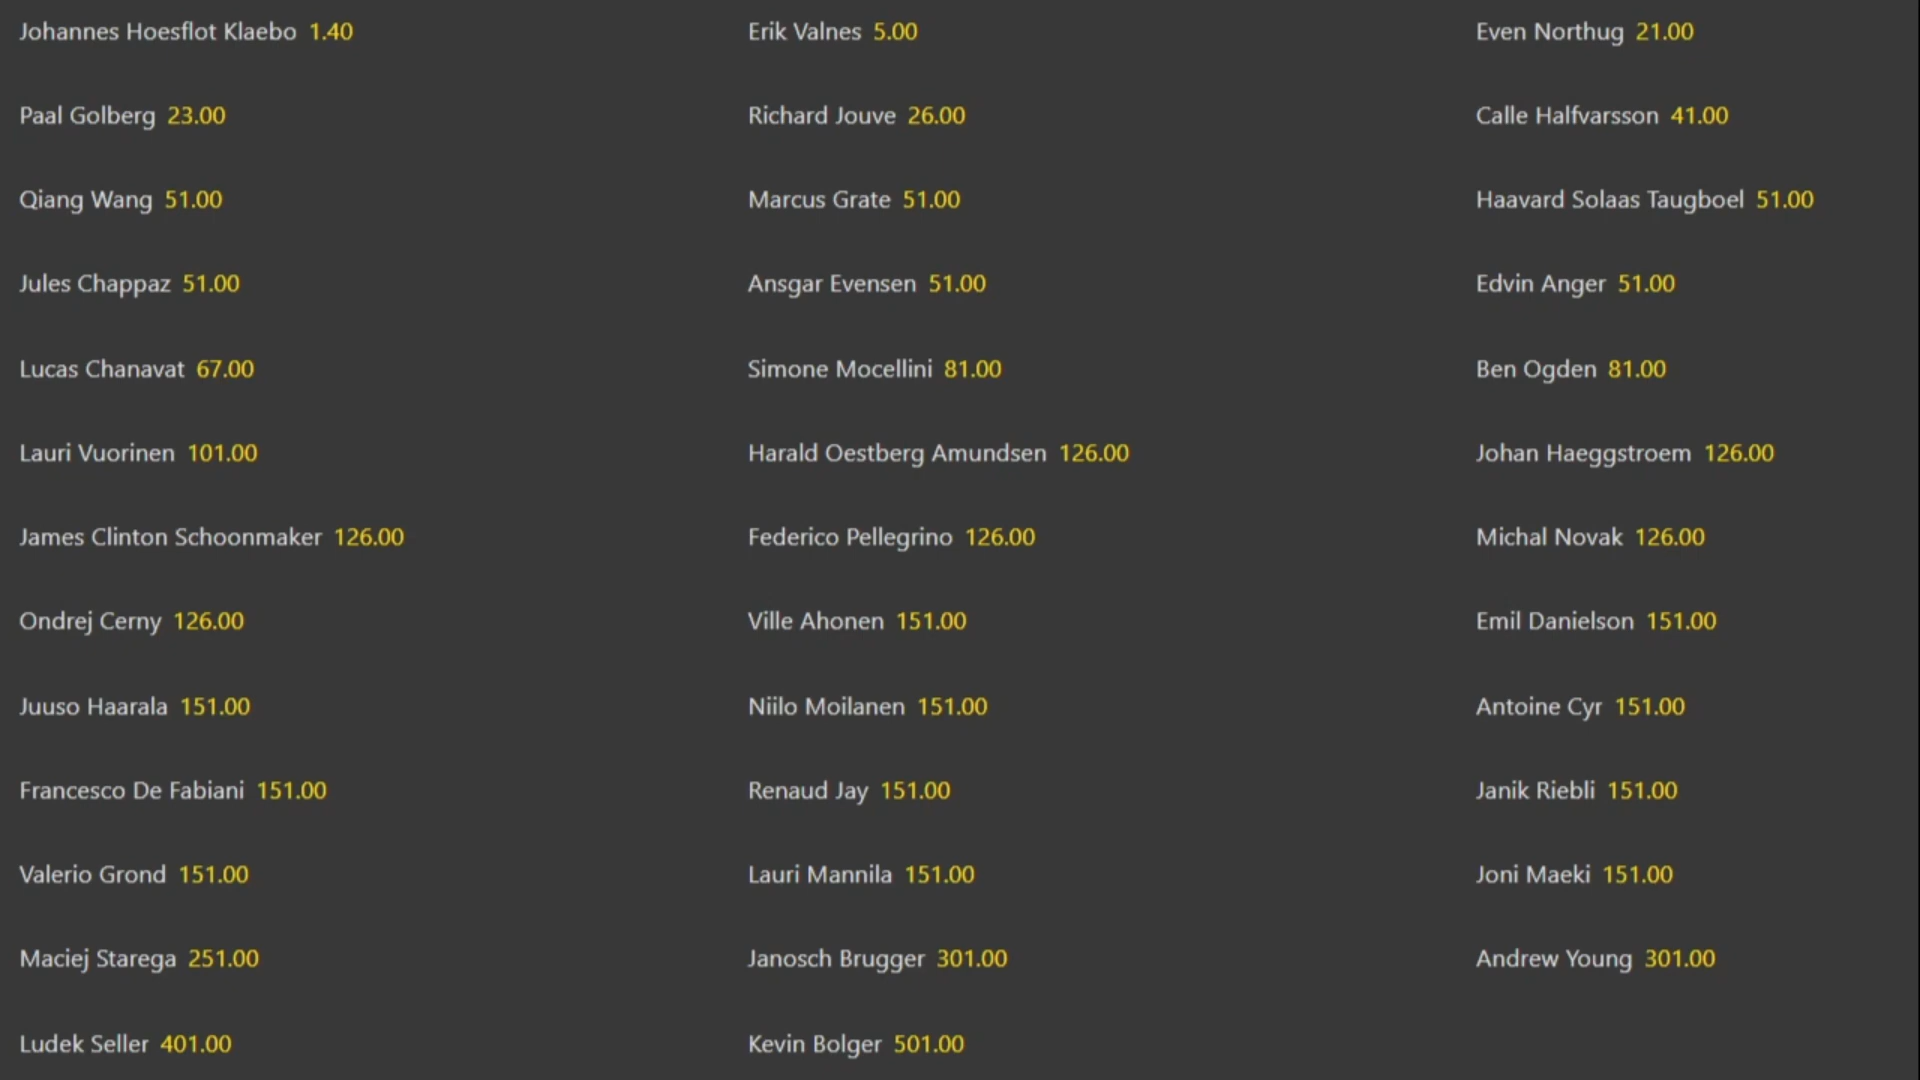 Johannes Hoesflot Klaebo 1.40 Erik Valnes 5.00 Even Northug 21.00
Paal Golberg 23.00 Richard Jouve 26.00 Calle Halfvarsson 41.00
Qiang Wang 51.00 Marcus Grate 51.00 Haavard Solaas Taugboel 51.00
Jules Chappaz 51.00 Ansgar Evensen 51.00 Edvin Anger 51.00
Lucas Chanavat 67.00 Simone Mocellini 81.00 Ben Ogden 81.00
Lauri Vuorinen 101.00 Harald Oestberg Amundsen 126.00 Johan Haeggstroem 126.00
James Clinton Schoonmaker 126.00 Federico Pellegrino 126.00 Michal Novak 126.00
Ondrej Cerny 126.00 Ville Ahonen 151.00 Emil Danielson 151.00
Juuso Haarala 151.00 Niilo Moilanen 151.00 Antoine Cyr 151.00
Francesco De Fabiani 151.00 Renaud Jay 151.00 Janik Riebli 151.00
Valerio Grond 151.00 Lauri Mannila 151.00 Joni Maeki 151.00
Maciej Starega 251.00 Janosch Brugger 301.00 Andrew Young 301.00
Ludek Seller 401.00 Kevin Bolger 501.00